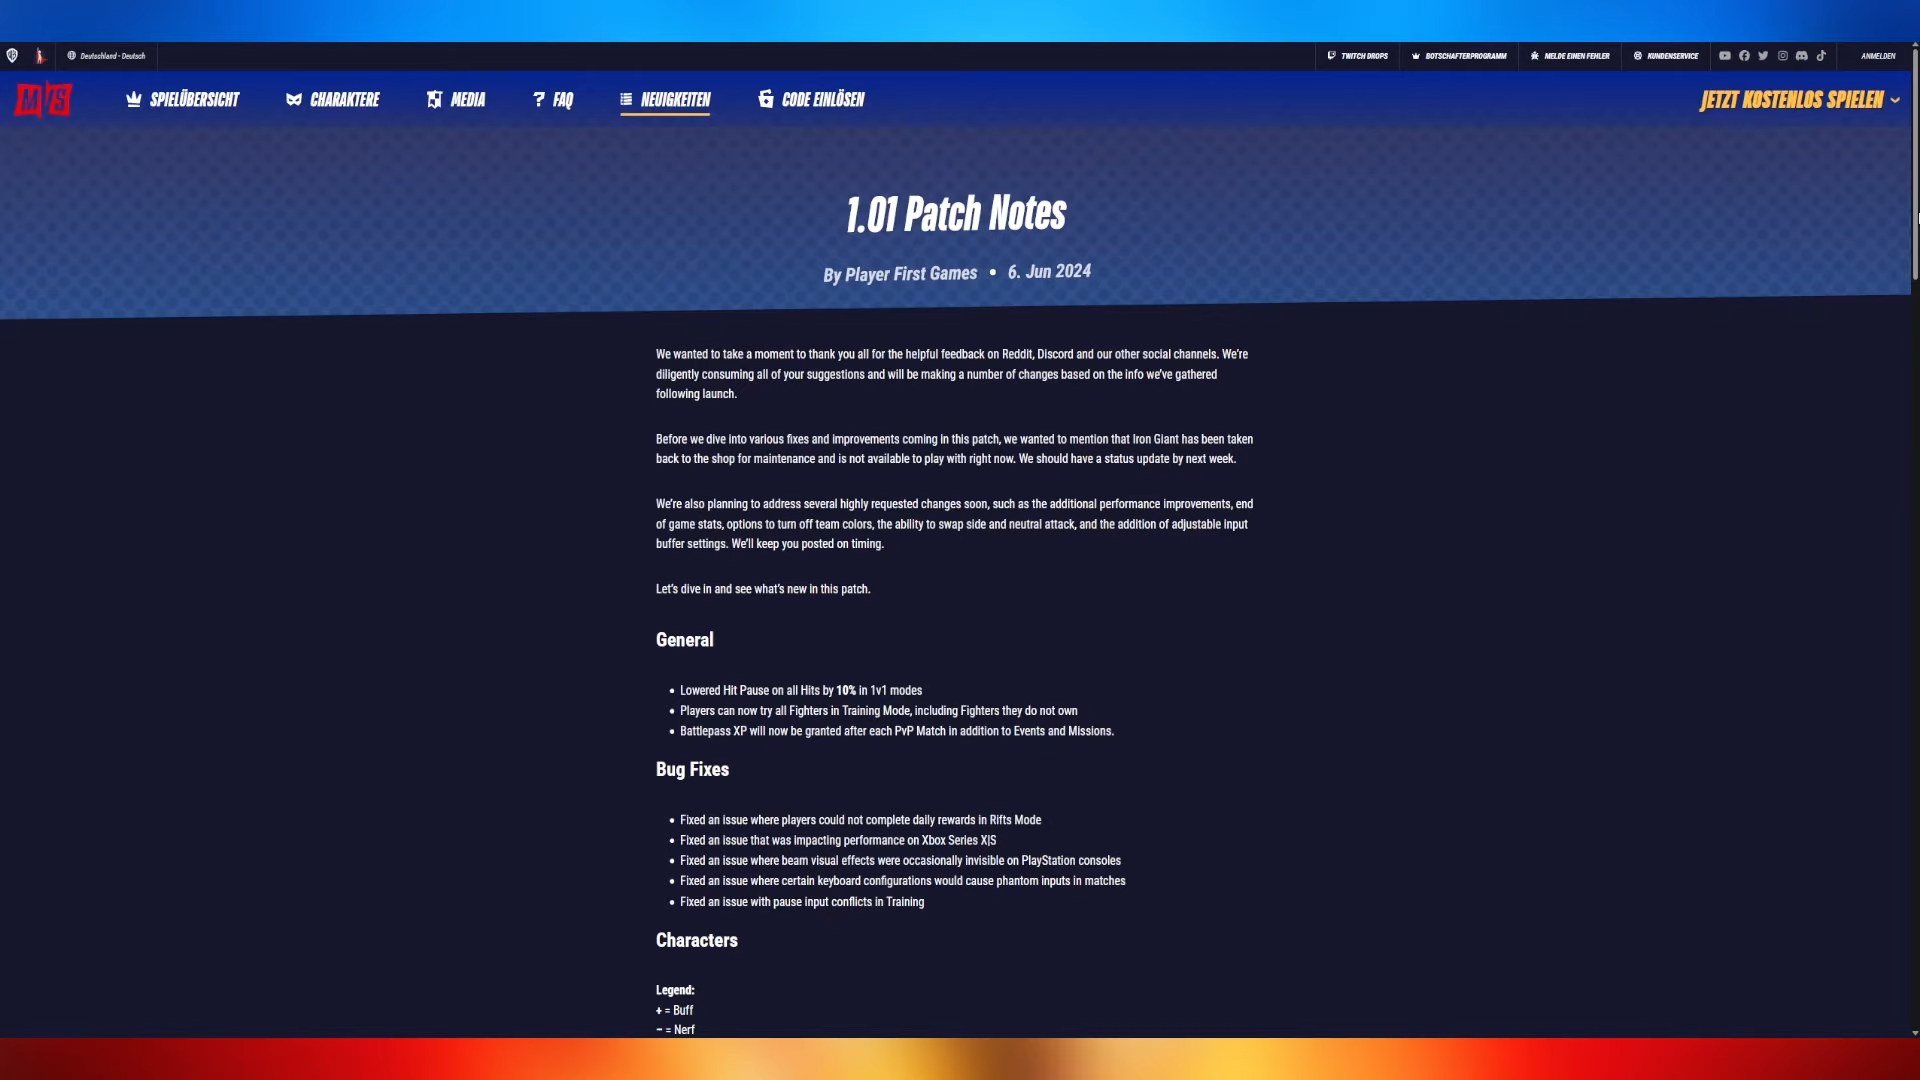 Deutschland - Deutsch
TWITCH DROPS
BOTSCHAFTERPROGRAMM
MELDE EINEN FEHLER
KUNDENSERVICE
ANMELDEN
SPIELÜBERSICHT
CHARAKTERE
MEDIA
FAQ
NEUIGKEITEN
CODE EINLÖSEN
JETZT KOSTENLOS SPIELEN
1.01 Patch Notes
By Player First Games • 6. Jun 2024
We wanted to take a moment to thank you all for the helpful feedback on Reddit, Discord and our other social channels. We're
diligently consuming all of your suggestions and will be making a number of changes based on the info we've gathered
following launch.
Before we dive into various fixes and improvements coming in this patch, we wanted to mention that Iron Giant has been taken
back to the shop for maintenance and is not available to play with right now. We should have a status update by next week.
We're also planning to address several highly requested changes soon, such as the additional performance improvements, end
of game stats, options to turn off team colors, the ability to swap side and neutral attack, and the addition of adjustable input
buffer settings. We'll keep you posted on timing.
Let's dive in and see what's new in this patch.
General
• Lowered Hit Pause on all Hits by 10% in 1v1 modes
• Players can now try all Fighters in Training Mode, including Fighters they do not own
• Battlepass XP will now be granted after each PvP Match in addition to Events and Missions.
Bug Fixes
• Fixed an issue where players could not complete daily rewards in Rifts Mode
• Fixed an issue that was impacting performance on Xbox Series X|S
• Fixed an issue where beam visual effects were occasionally invisible on PlayStation consoles
• Fixed an issue where certain keyboard configurations would cause phantom inputs in matches
• Fixed an issue with pause input conflicts in Training
Characters
Legend:
+ = Buff
– = Nerf